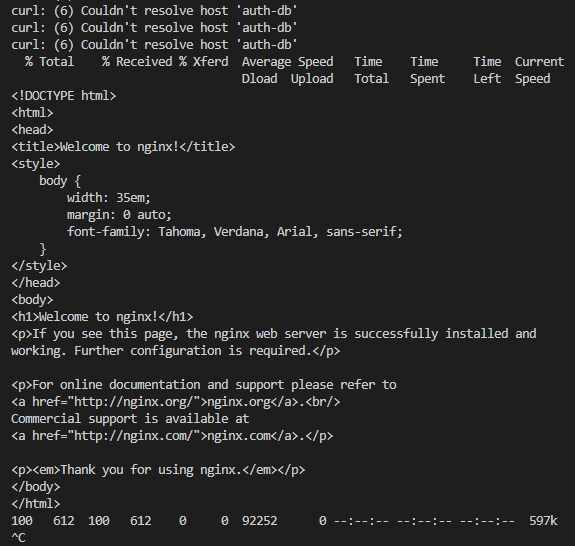 curl: (6) Couldn't resolve host 'auth-db'
curl: (6) Couldn't resolve host 'auth-db'
curl: (6) Couldn't resolve host 'auth-db'
  % Total    % Received % Xferd  Average Speed   Time    Time     Time  Current
                                 Dload  Upload   Total   Spent    Left  Speed
<!DOCTYPE html>
<html>
<head>
<title>Welcome to nginx!</title>
<style>
    body {
        width: 35em;
        margin: 0 auto;
        font-family: Tahoma, Verdana, Arial, sans-serif;
    }
</style>
</head>
<body>
<h1>Welcome to nginx!</h1>
<p>If you see this page, the nginx web server is successfully installed and
working. Further configuration is required.</p>

<p>For online documentation and support please refer to
<a href="http://nginx.org/">nginx.org</a>.<br/>
Commercial support is available at
<a href="http://nginx.com/">nginx.com</a>.</p>

<p><em>Thank you for using nginx.</em></p>
</body>
</html>
100   612  100   612    0     0  92252      0 --:--:-- --:--:-- --:--:--  597k
^C